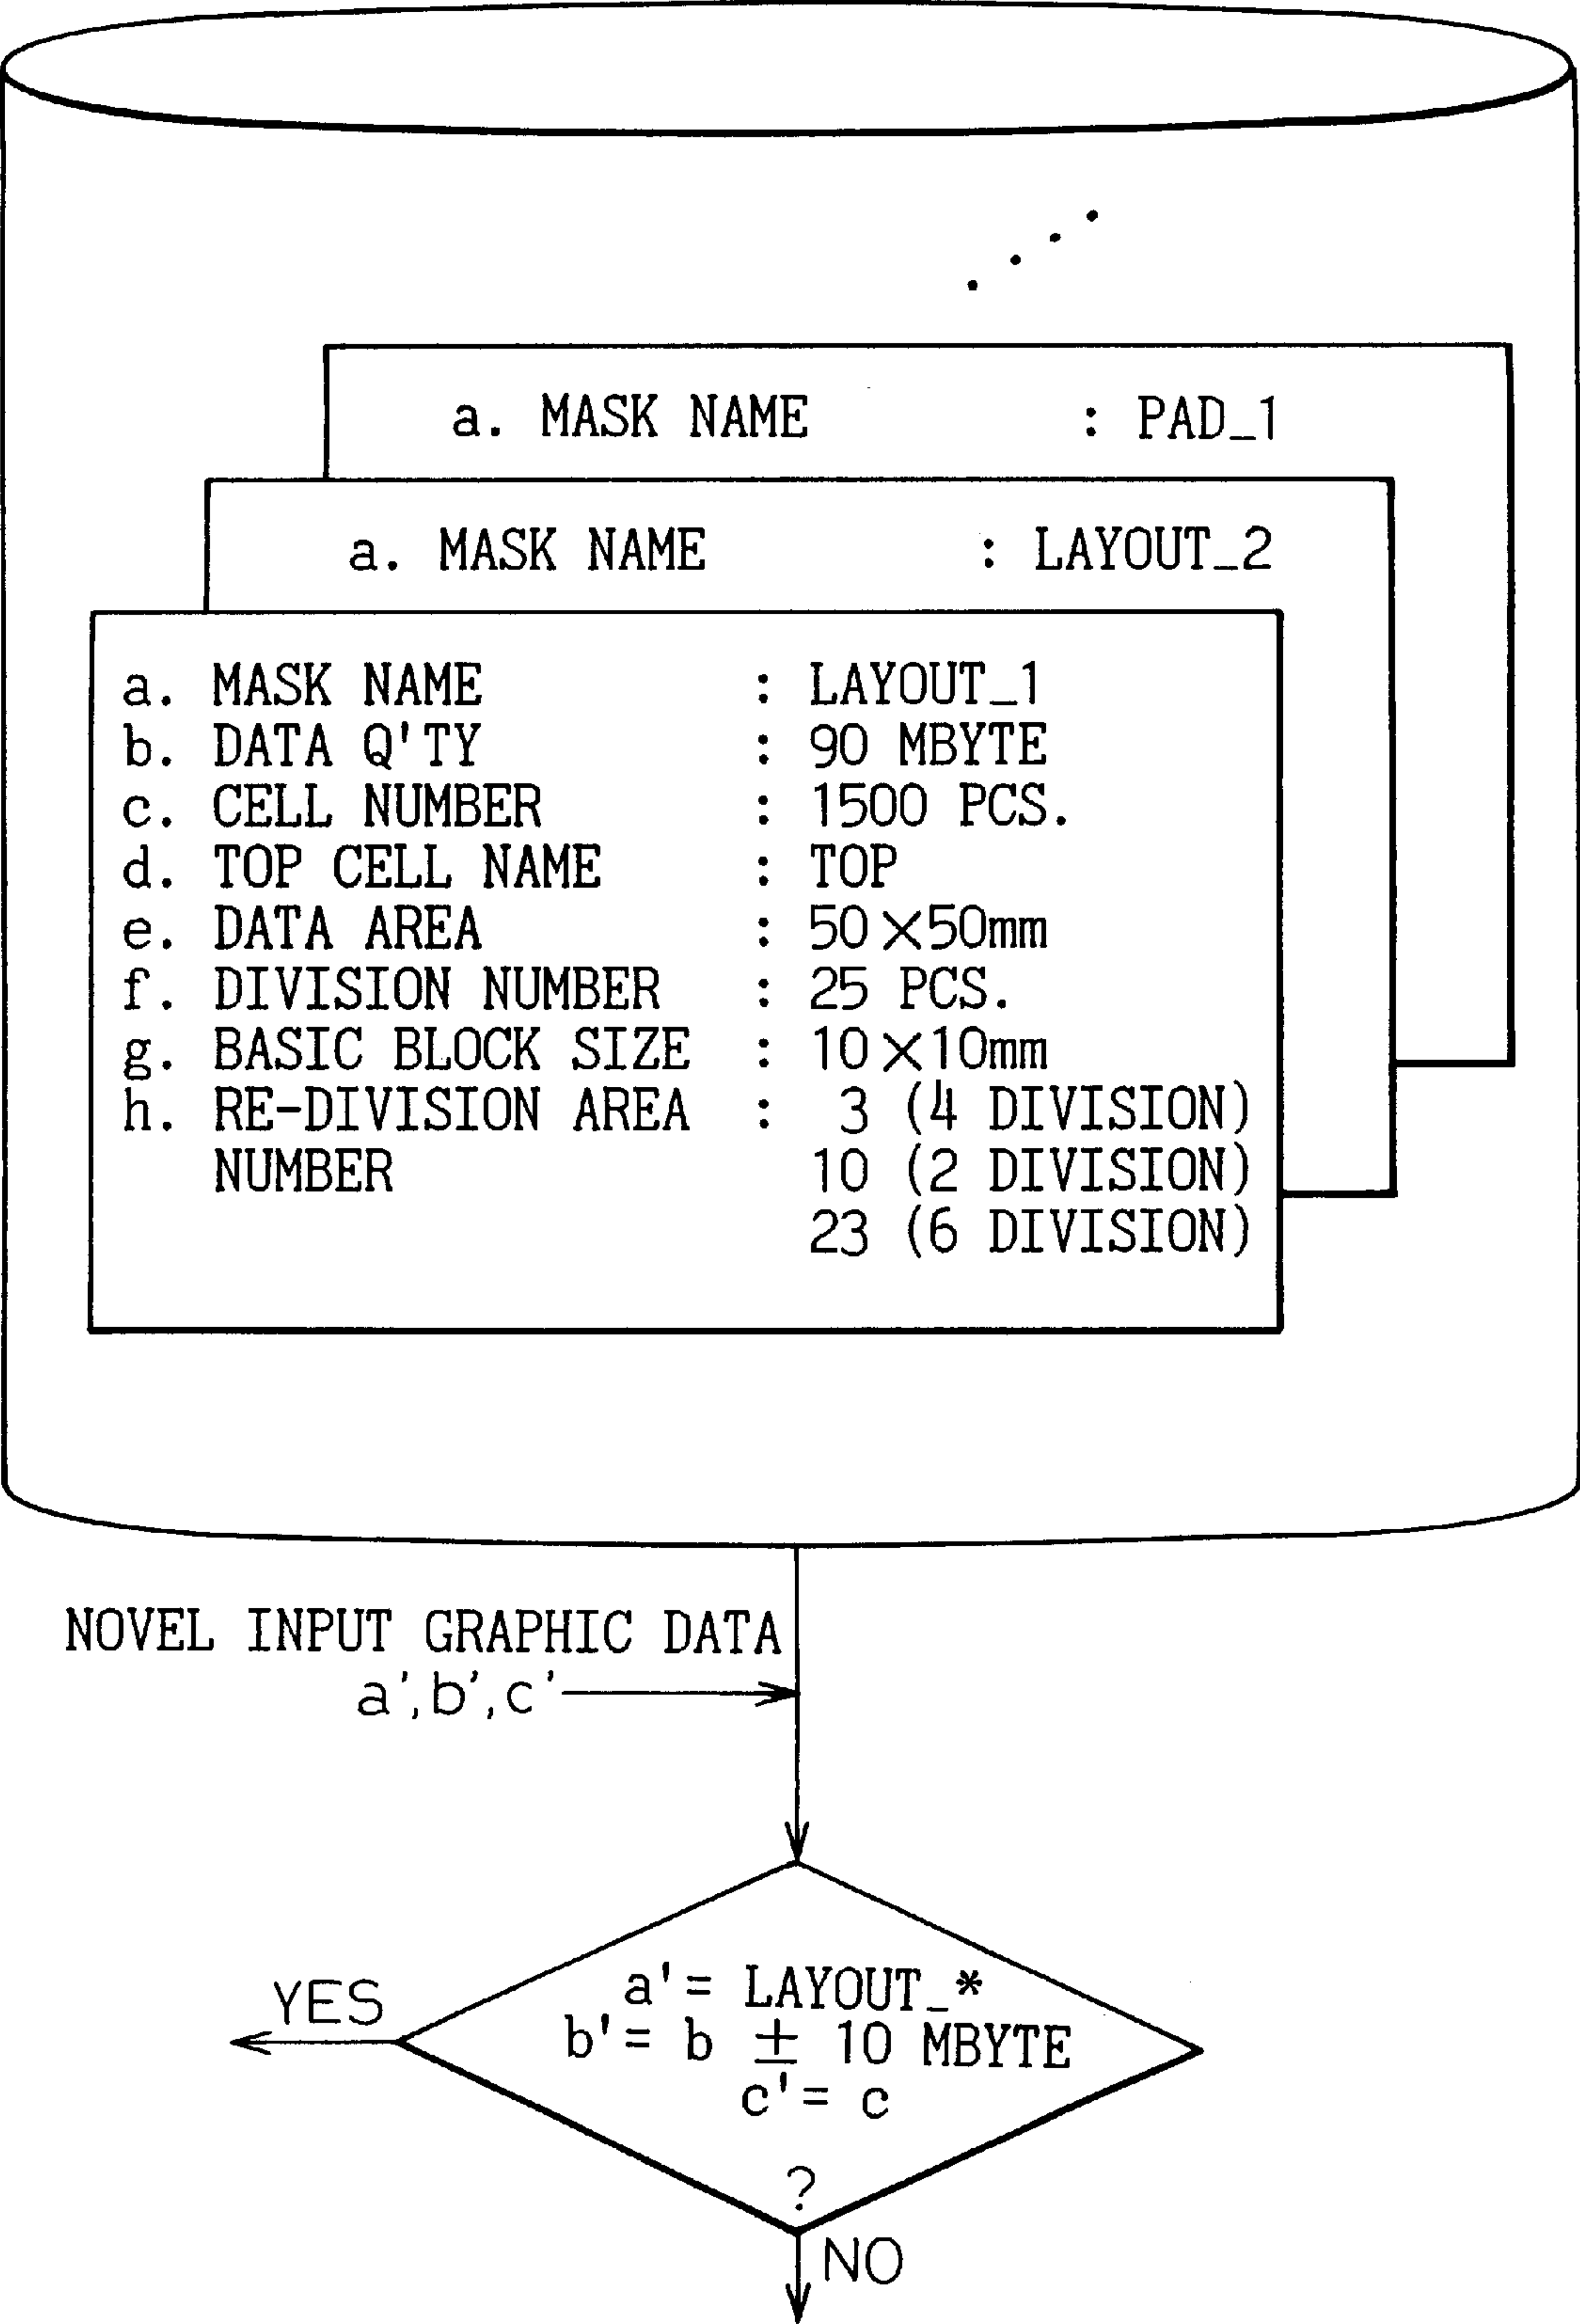 a. MASK NAME : PAD_1
a. MASK NAME : LAYOUT_2
a. MASK NAME : LAYOUT_1
b. DATA Q'TY : 90 MBYTE
c. CELL NUMBER : 1500 PCS.
d. TOP CELL NAME : TOP
e. DATA AREA : 50×50mm
f. DIVISION NUMBER : 25 PCS.
g. BASIC BLOCK SIZE : 10×10mm
h. RE-DIVISION AREA : 3 (4 DIVISION)
NUMBER 10 (2 DIVISION)
23 (6 DIVISION)
NOVEL INPUT GRAPHIC DATA
a',b',c'
YES
a'= LAYOUT_*
b'= b ± 10 MBYTE
c'= c
?
NO